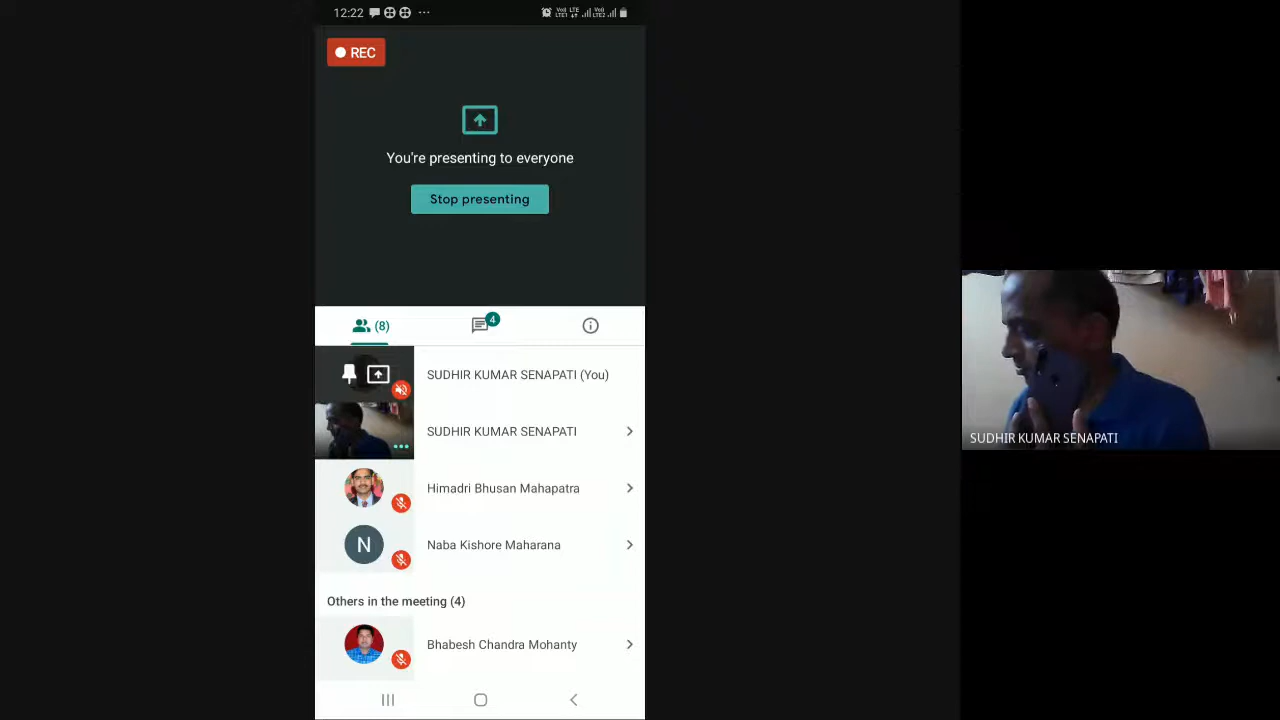 12:22
REC
You're presenting to everyone
Stop presenting
(8)
4
SUDHIR KUMAR SENAPATI (You)
SUDHIR KUMAR SENAPATI
Himadri Bhusan Mahapatra
N
Naba Kishore Maharana
Others in the meeting (4)
Bhabesh Chandra Mohanty
SUDHIR KUMAR SENAPATI